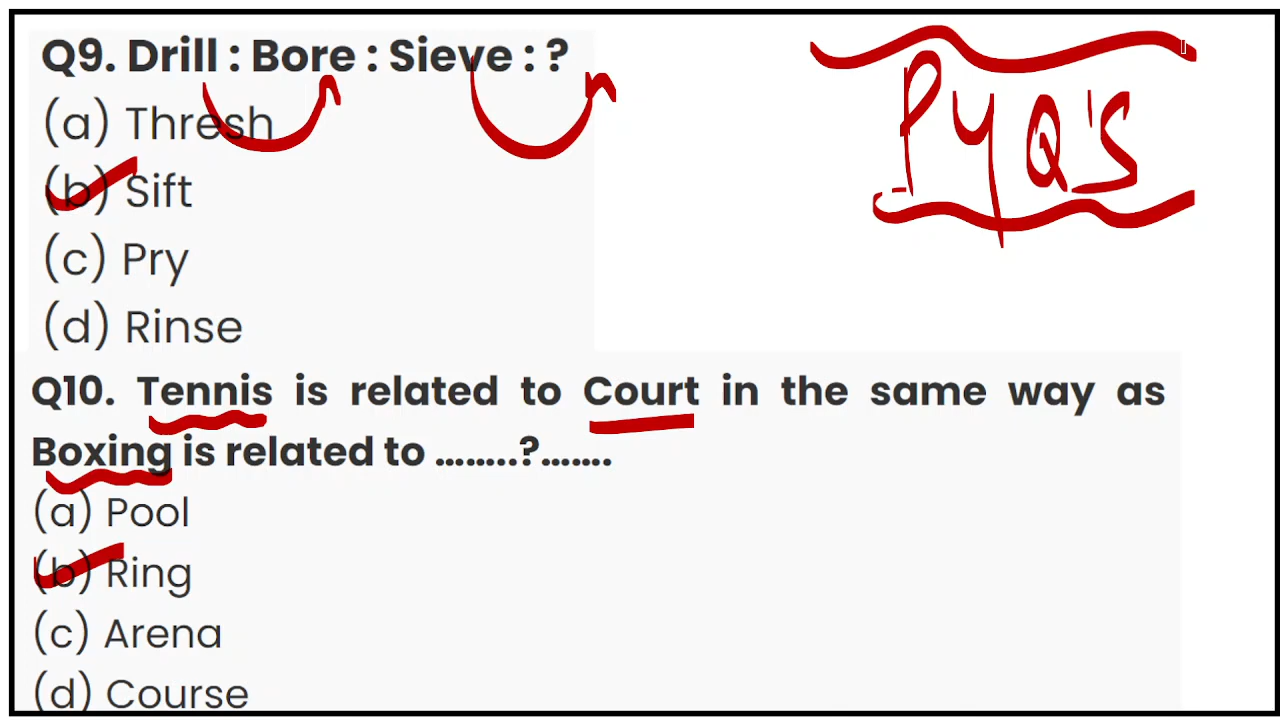 Q9. Drill : Bore : Sieve : ?
(a) Thresh
(b) Sift
(c) Pry
(d) Rinse
PYQ'S
Q10. Tennis is related to Court in the same way as
Boxing is related to ........?.......
(a) Pool
(b) Ring
(c) Arena
(d) Course